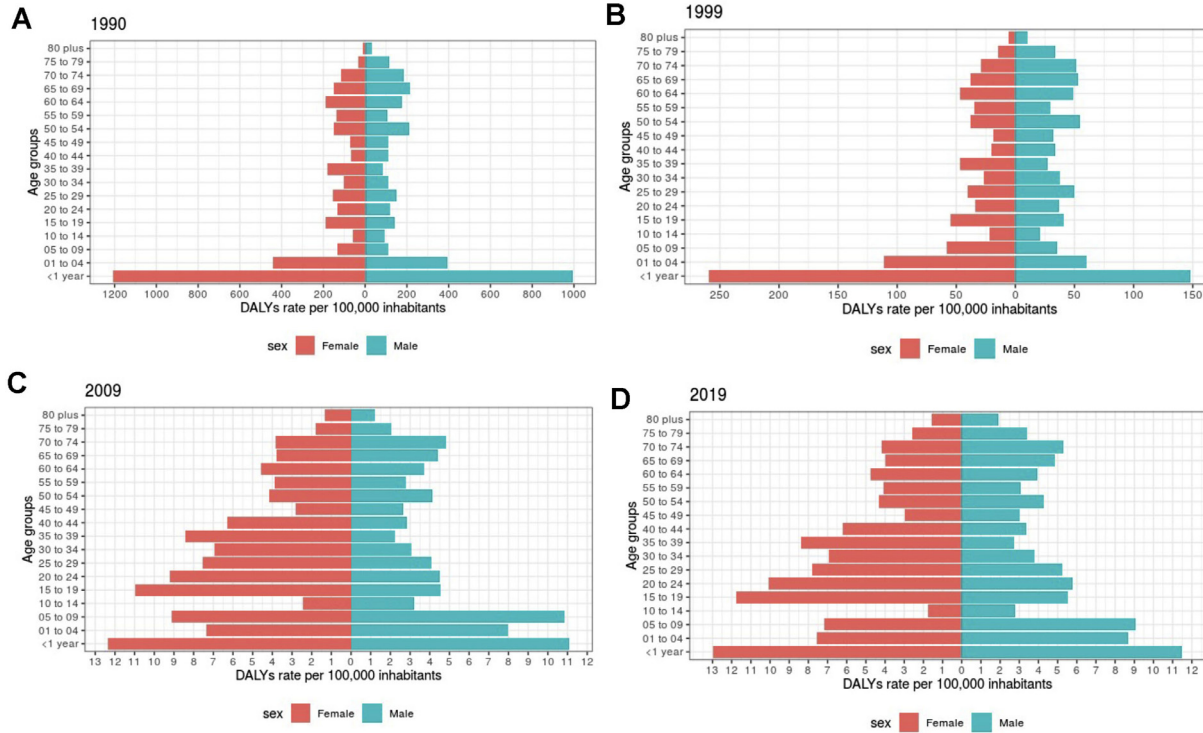 A
1990
Age groups
80 plus
75 to 79
70 to 74
65 to 69
60 to 64
55 to 59
50 to 54
45 to 49
40 to 44
35 to 39
30 to 34
25 to 29
20 to 24
15 to 19
10 to 14
05 to 09
01 to 04
<1 year
1200 1000 800 600 400 200 0 200 400 600 800 1000
DALYs rate per 100,000 inhabitants
sex Female Male
B
1999
Age groups
80 plus
75 to 79
70 to 74
65 to 69
60 to 64
55 to 59
50 to 54
45 to 49
40 to 44
35 to 39
30 to 34
25 to 29
20 to 24
15 to 19
10 to 14
05 to 09
01 to 04
<1 year
250 200 150 100 50 0 50 100 150
DALYs rate per 100,000 inhabitants
sex Female Male
C
2009
Age groups
80 plus
75 to 79
70 to 74
65 to 69
60 to 64
55 to 59
50 to 54
45 to 49
40 to 44
35 to 39
30 to 34
25 to 29
20 to 24
15 to 19
10 to 14
05 to 09
01 to 04
<1 year
13 12 11 10 9 8 7 6 5 4 3 2 1 0 1 2 3 4 5 6 7 8 9 10 11 12
DALYs rate per 100,000 inhabitants
sex Female Male
D
2019
Age groups
80 plus
75 to 79
70 to 74
65 to 69
60 to 64
55 to 59
50 to 54
45 to 49
40 to 44
35 to 39
30 to 34
25 to 29
20 to 24
15 to 19
10 to 14
05 to 09
01 to 04
<1 year
13 12 11 10 9 8 7 6 5 4 3 2 1 0 1 2 3 4 5 6 7 8 9 10 11 12
DALYs rate per 100,000 inhabitants
sex Female Male